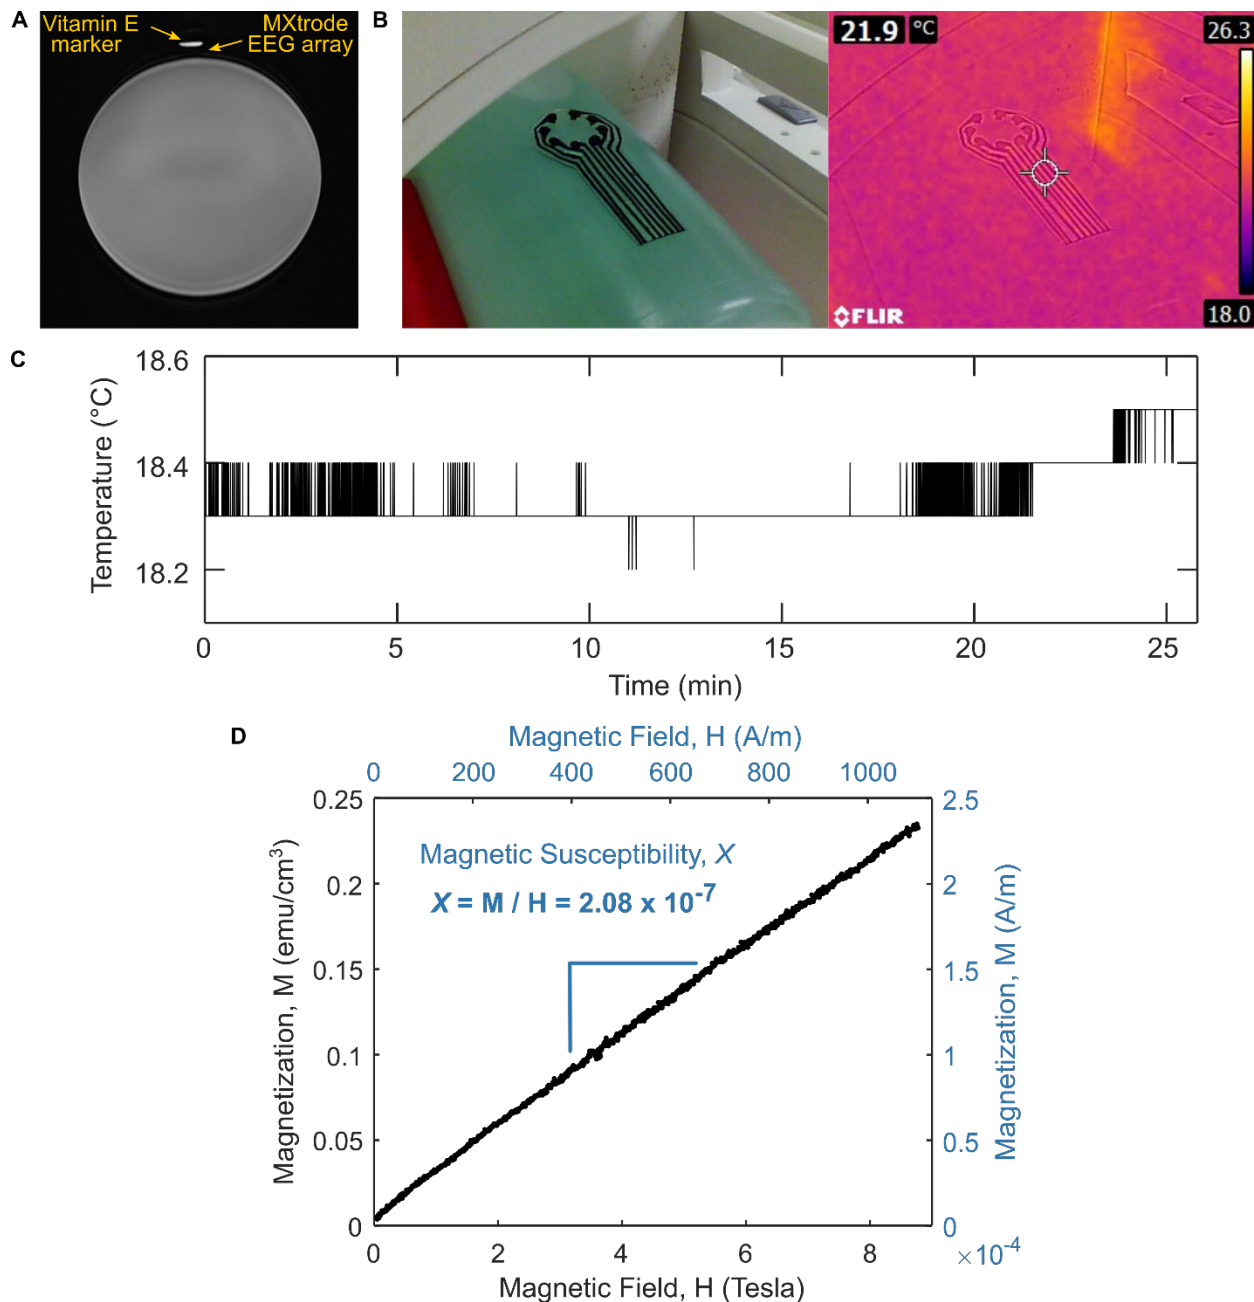 A
Vitamin E
marker
MXtrode
EEG array
B
21.9 °C
26.3
18.0
FLIR
C
Temperature (°C)
18.6
18.4
18.2
0 5 10 15 20 25
Time (min)
D
Magnetic Field, H (A/m)
0 200 400 600 800 1000
Magnetization, M (emu/cm³)
0.25
0.2
0.15
0.1
0.05
0
Magnetic Susceptibility, X
X = M / H = 2.08 x 10⁻⁷
2.5
2
1.5
1
0.5
0
Magnetization, M (A/m)
0 2 4 6 8
×10⁻⁴
Magnetic Field, H (Tesla)